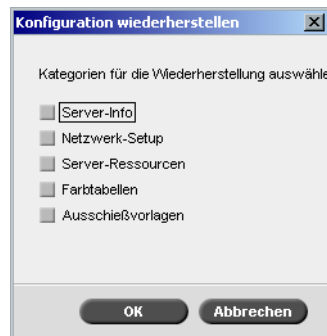 Konfiguration wiederherstellen
Kategorien für die Wiederherstellung auswähle
Server-Info
Netzwerk-Setup
Server-Ressourcen
Farbtabellen
Ausschießvorlagen
OK
Abbrechen